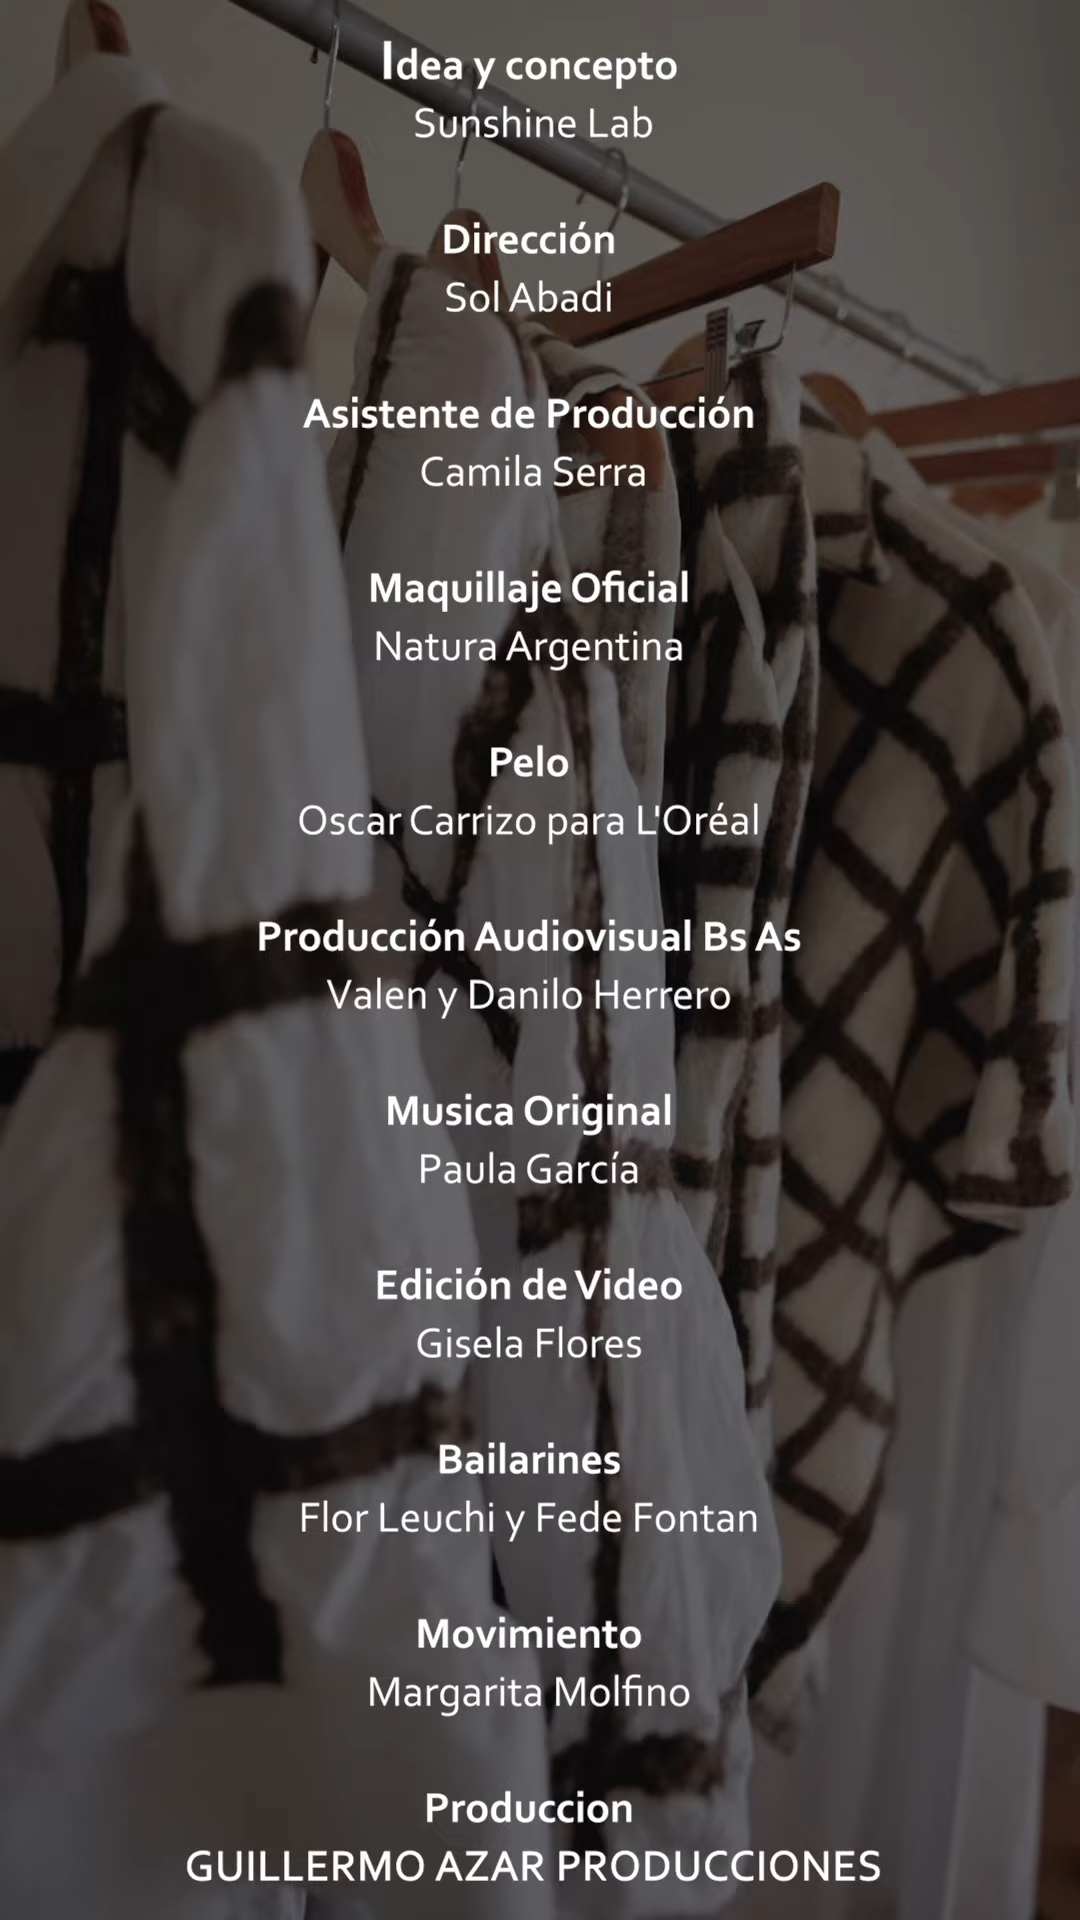 Idea y concepto
Sunshine Lab
Dirección
Sol Abadi
Asistente de Producción
Camila Serra
Maquillaje Oficial
Natura Argentina
Pelo
Oscar Carrizo para L'Oréal
Producción Audiovisual Bs As
Valen y Danilo Herrero
Musica Original
Paula García
Edición de Video
Gisela Flores
Bailarines
Flor Leuchi y Fede Fontan
Movimiento
Margarita Molfino
Produccion
GUILLERMO AZAR PRODUCCIONES